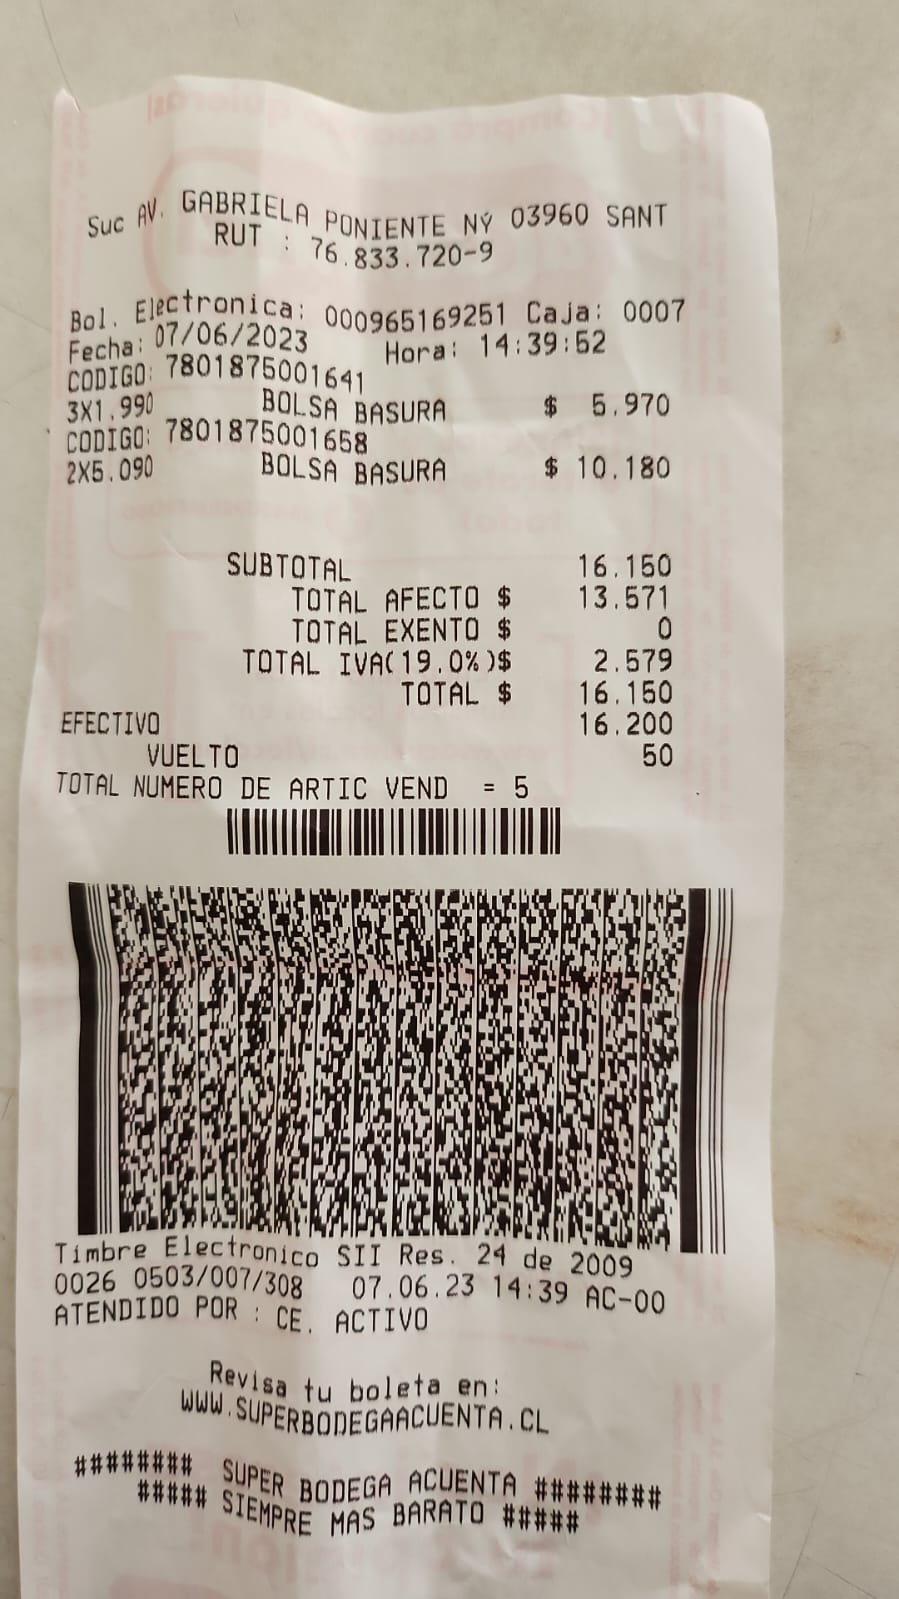 Suc AV. GABRIELA PONIENTE NÝ 03960 SANT
RUT : 76.833.720-9
Bol. Electronica: 000965169251 Caja: 0007
Fecha: 07/06/2023 Hora: 14:39:52
CODIGO: 7801875001641
3X1.990 BOLSA BASURA $ 5.970
CODIGO: 7801875001658
2X5.090 BOLSA BASURA $ 10.180
SUBTOTAL 16.150
TOTAL AFECTO $ 13.571
TOTAL EXENTO $ 0
TOTAL IVA(19.0%)$ 2.579
TOTAL $ 16.150
EFECTIVO 16.200
VUELTO 50
TOTAL NUMERO DE ARTIC VEND = 5
Timbre Electronico SII Res. 24 de 2009
0026 0503/007/308 07.06.23 14:39 AC-00
ATENDIDO POR : CE. ACTIVO
Revisa tu boleta en:
WWW.SUPERBODEGAACUENTA.CL
######## SUPER BODEGA ACUENTA ########
##### SIEMPRE MAS BARATO #####